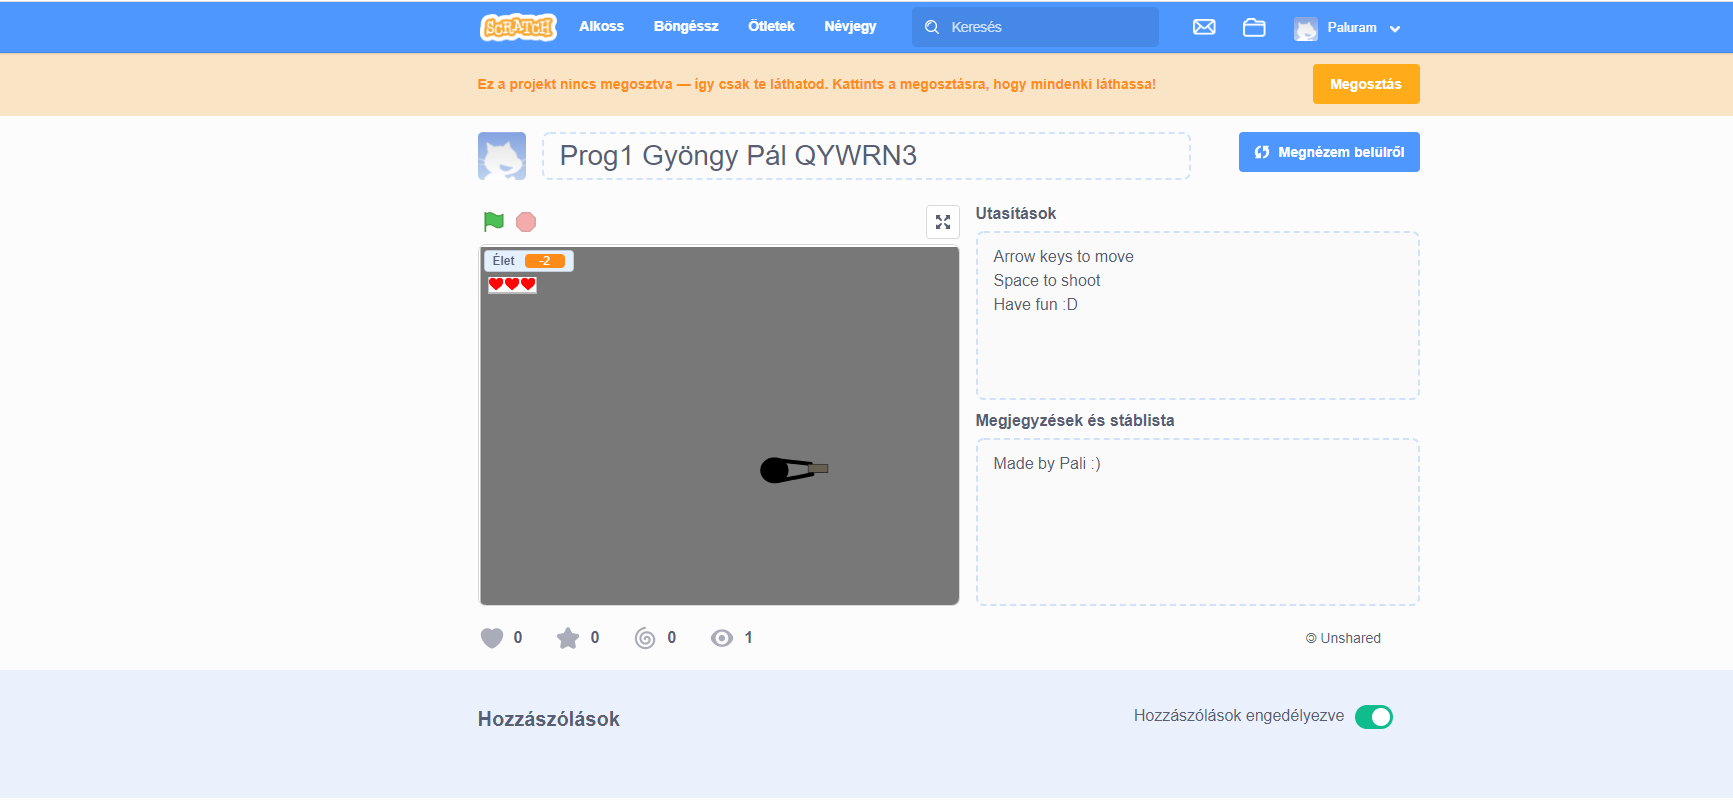 SCRATCH Alkoss Böngéssz Ötletek Névjegy Keresés Paluram
Ez a projekt nincs megosztva — így csak te láthatod. Kattints a megosztásra, hogy mindenki láthassa! Megosztás
Prog1 Gyöngy Pál QYWRN3 Megnézem belülről
Élet -2
Utasítások
Arrow keys to move
Space to shoot
Have fun :D
Megjegyzések és stáblista
Made by Pali :)
0 0 0 1 Unshared
Hozzászólások Hozzászólások engedélyezve